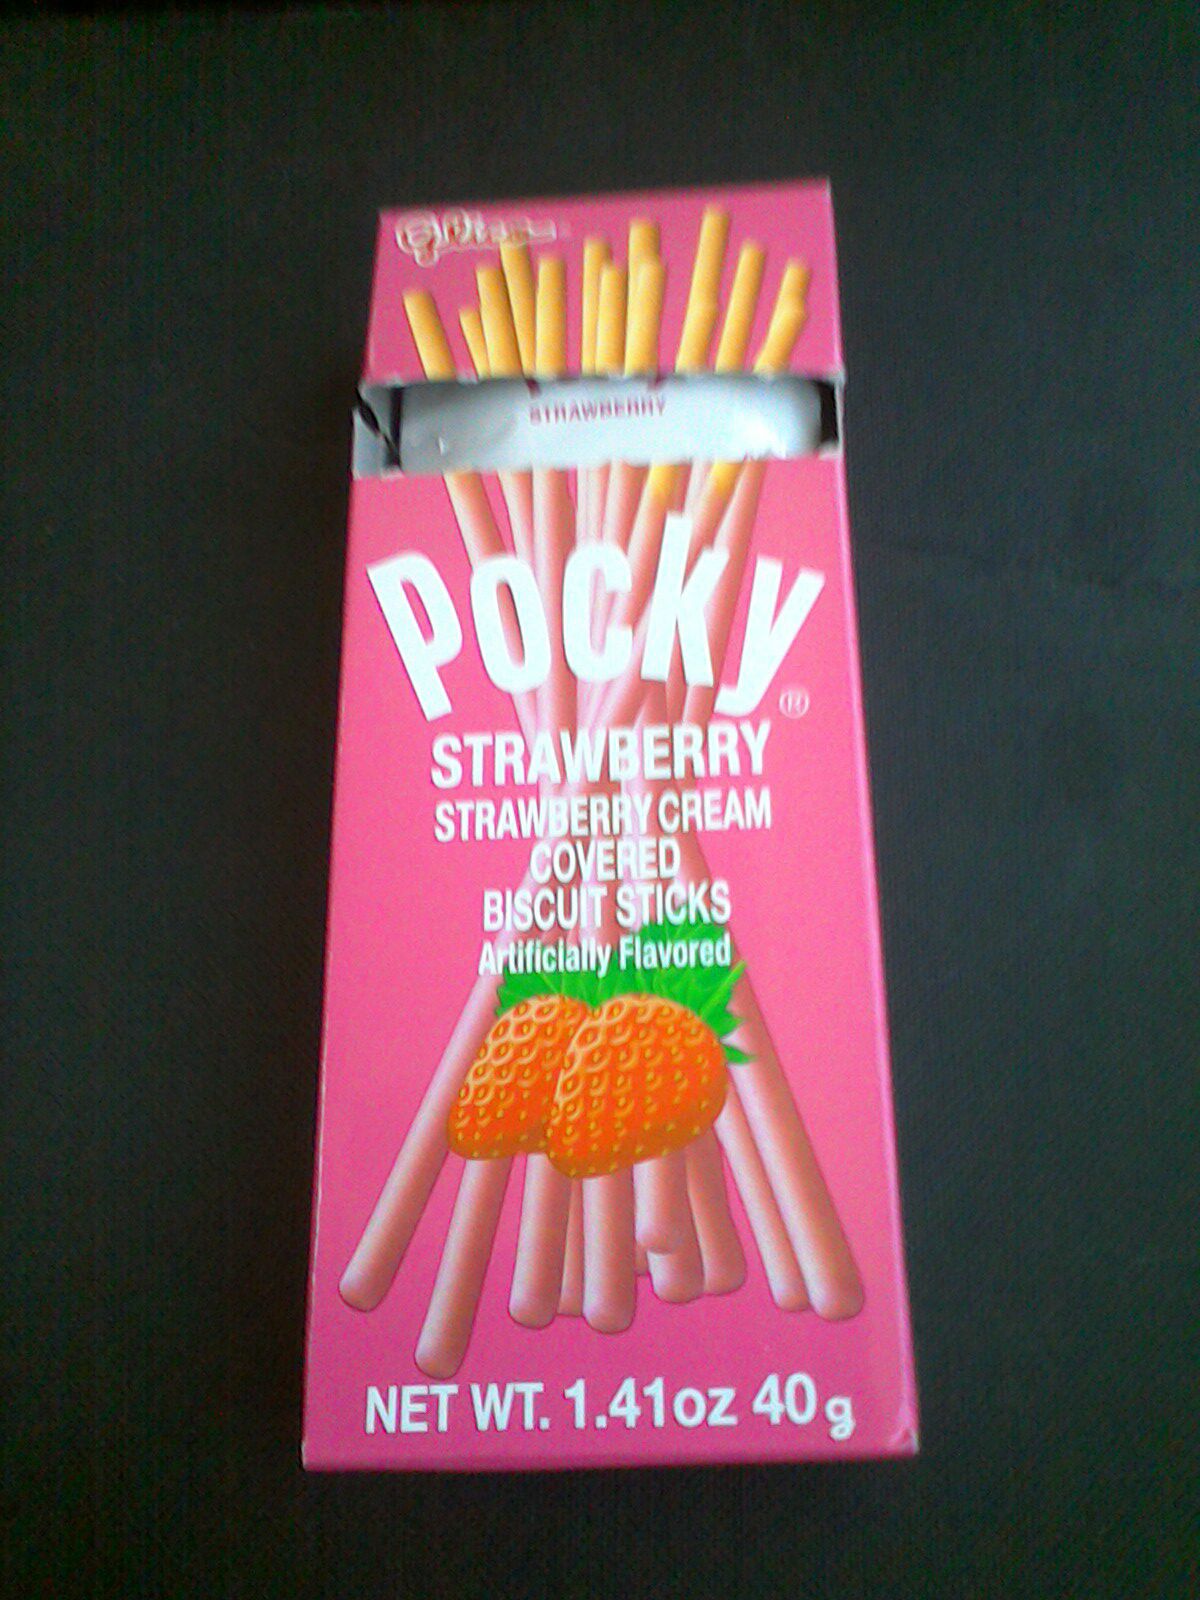 STRAWBERRY
Pocky®
STRAWBERRY
STRAWBERRY CREAM
COVERED
BISCUIT STICKS
Artificially Flavored
NET WT. 1.41oz 40g